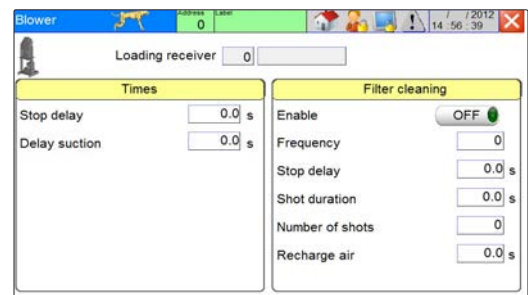 Blower Address 0 Label / / 2012 14 : 56 : 39
Loading receiver 0
Times
Stop delay 0.0 s
Delay suction 0.0 s
Filter cleaning
Enable OFF
Frequency 0
Stop delay 0.0 s
Shot duration 0.0 s
Number of shots 0
Recharge air 0.0 s